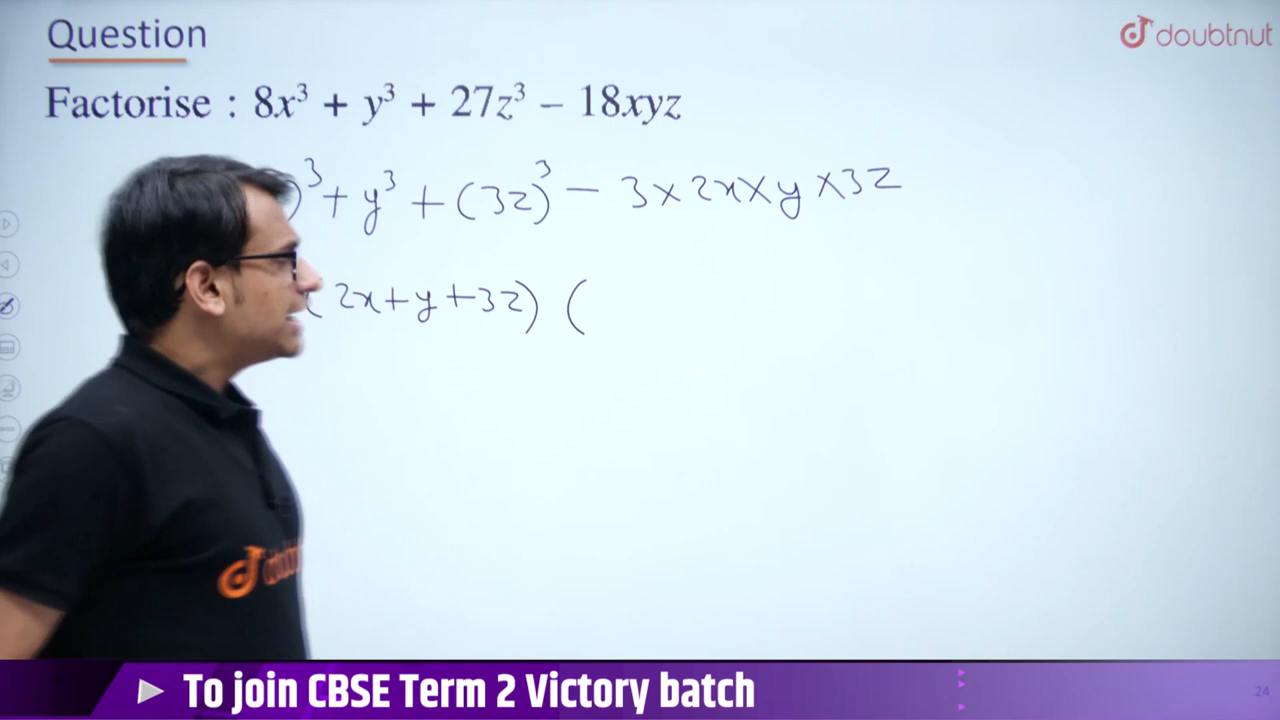 Question
doubtnut
Factorise : 8x³ + y³ + 27z³ – 18xyz
)³ + y³ + (3z)³ – 3 × 2x × y × 3z
(2x + y + 3z) (
To join CBSE Term 2 Victory batch
24